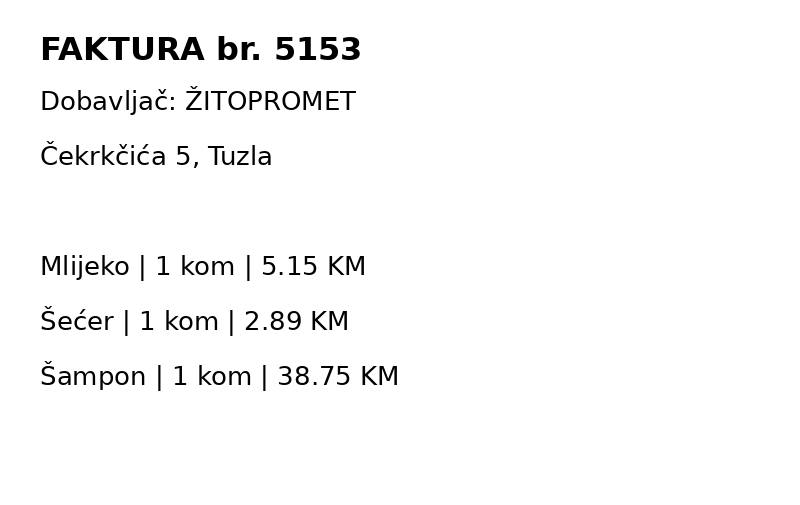 FAKTURA br. 5153
Dobavljač: ŽITOPROMET
Čekrkčića 5, Tuzla
Mlijeko | 1 kom | 5.15 KM
Šećer | 1 kom | 2.89 KM
Šampon | 1 kom | 38.75 KM